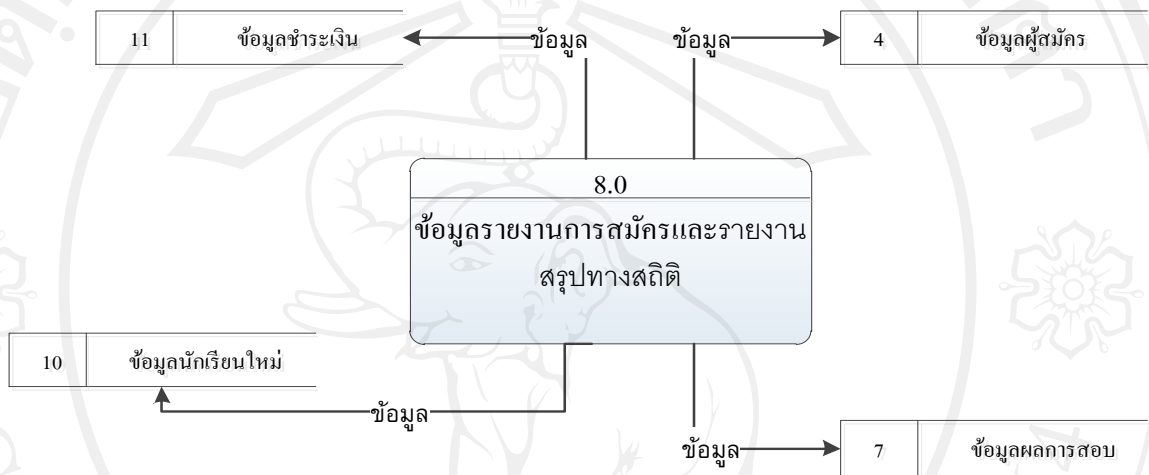 11 ข้อมูลชำระเงิน
ข้อมูล
ข้อมูล
4 ข้อมูลผู้สมัคร
8.0
ข้อมูลรายงานการสมัครและรายงาน
สรุปทางสถิติ
10 ข้อมูลนักเรียนใหม่
ข้อมูล
ข้อมูล
7 ข้อมูลผลการสอบ